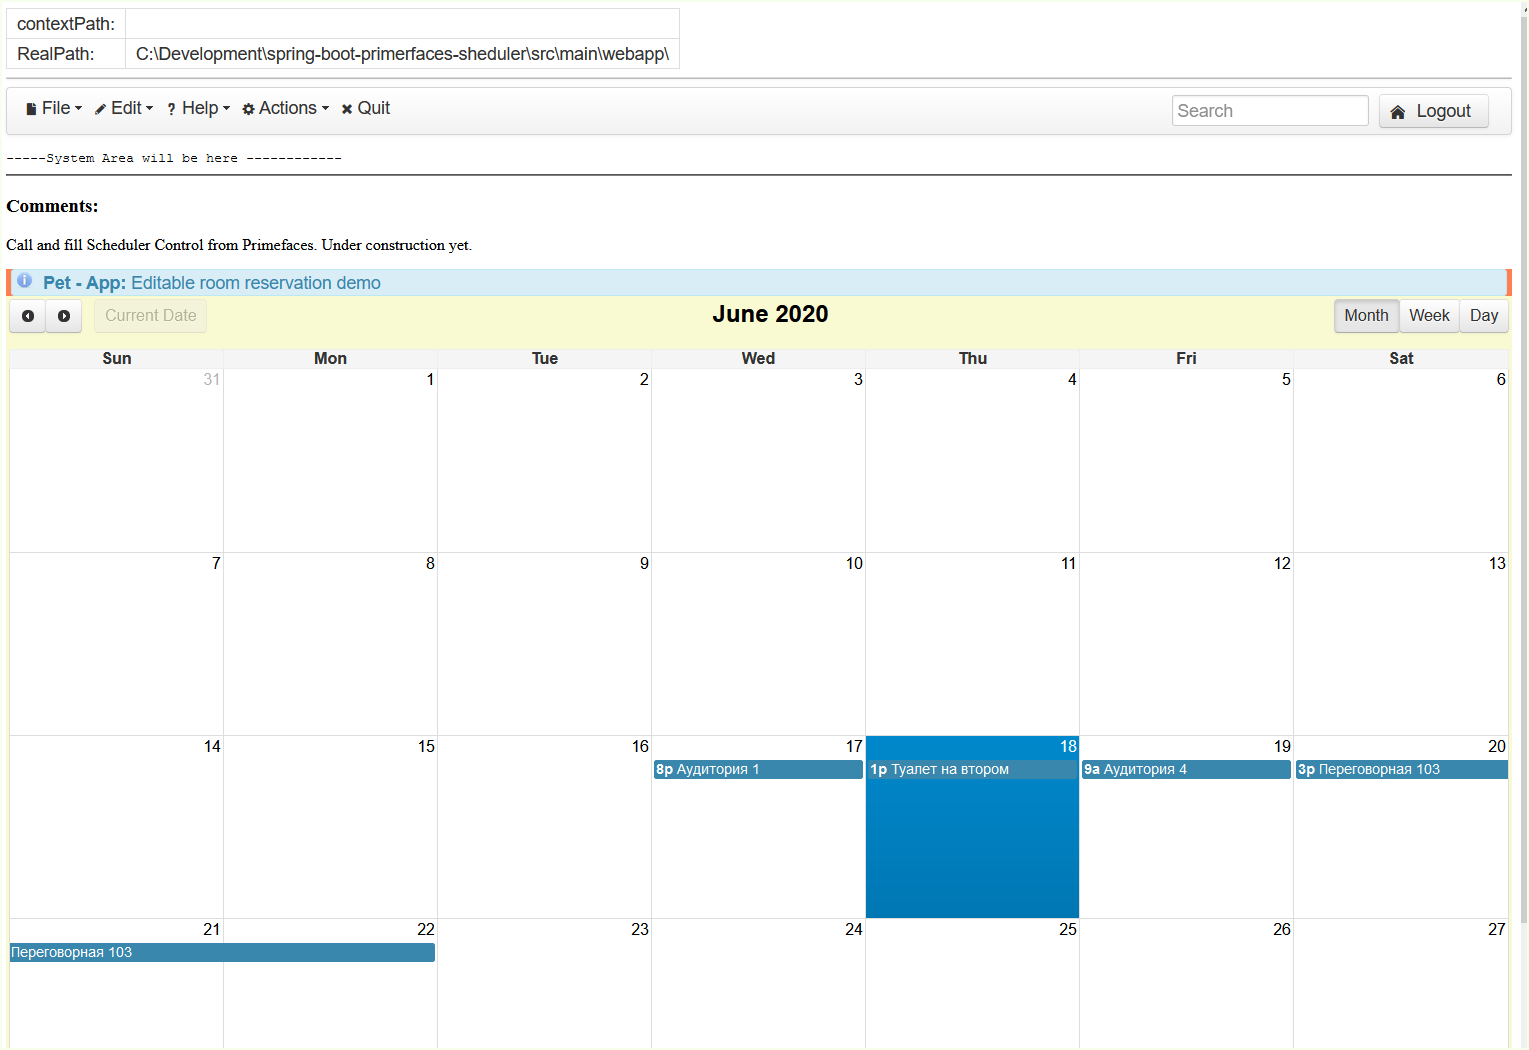 contextPath:
RealPath: C:\Development\spring-boot-primerfaces-sheduler\src\main\webapp\
File Edit ? Help Actions Quit Search Logout
-----System Area will be here ------------
Comments:
Call and fill Scheduler Control from Primefaces. Under construction yet.
Pet - App: Editable room reservation demo
Current Date June 2020 Month Week Day
Sun Mon Tue Wed Thu Fri Sat
31 1 2 3 4 5 6
7 8 9 10 11 12 13
14 15 16 17 18 19 20
8p Аудитория 1 1p Туалет на втором 9a Аудитория 4 3p Переговорная 103
21 22 23 24 25 26 27
Переговорная 103